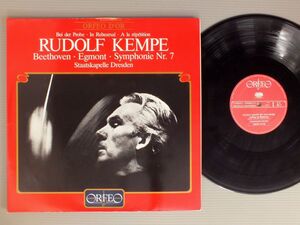 ORFEO D'OR
Bei der Probe · In Rehearsal · A la répétition
RUDOLF KEMPE
Beethoven · Egmont · Symphonie Nr. 7
Staatskapelle Dresden
ORFEO
ORFEO